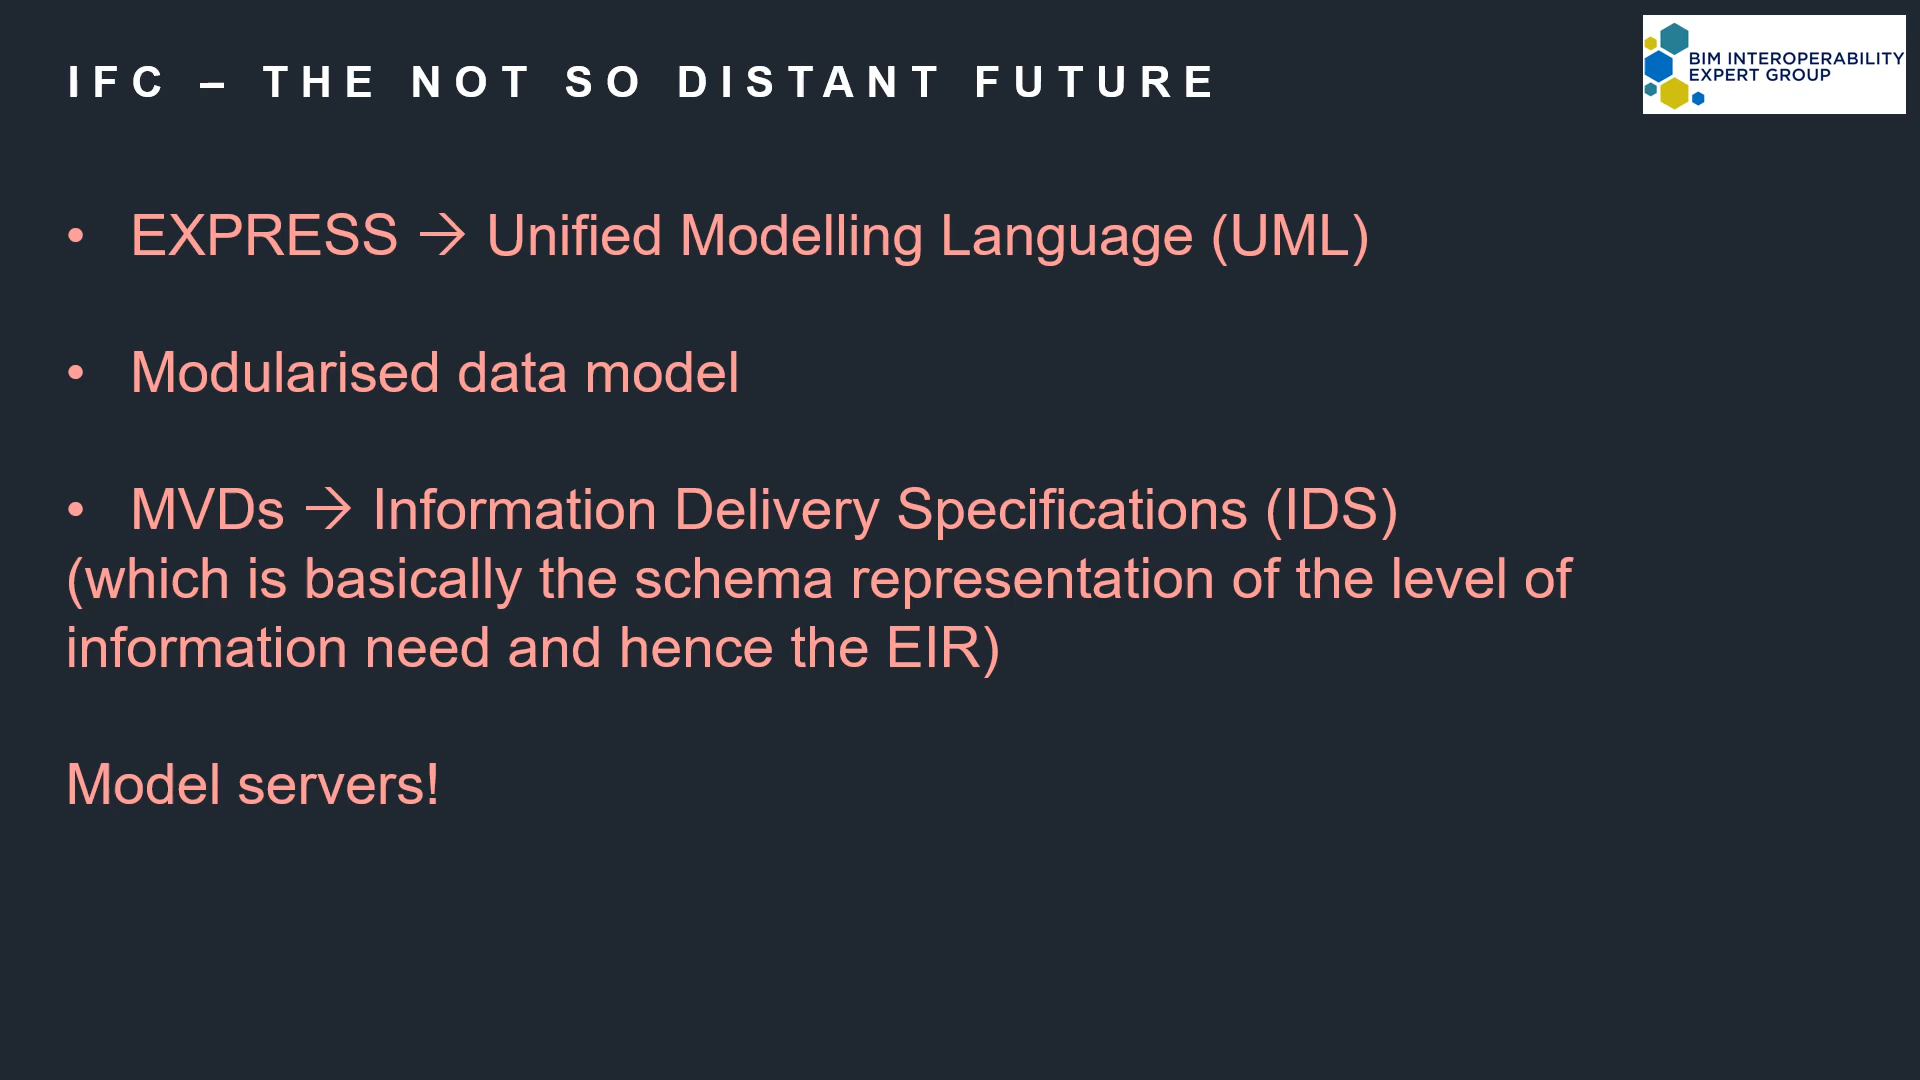 IFC – THE NOT SO DISTANT FUTURE
BIM INTEROPERABILITY
EXPERT GROUP
• EXPRESS → Unified Modelling Language (UML)
• Modularised data model
• MVDs → Information Delivery Specifications (IDS)
(which is basically the schema representation of the level of
information need and hence the EIR)
Model servers!